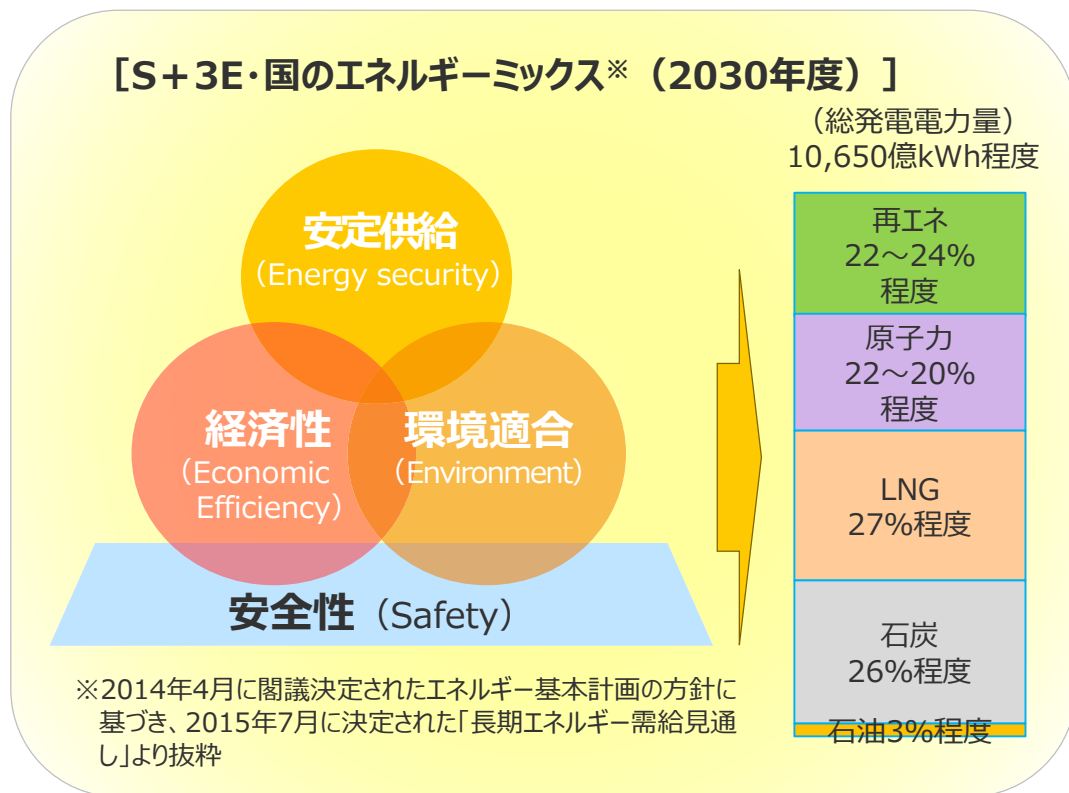 ［S＋3E・国のエネルギーミックス※（2030年度）］
（総発電電力量）
10,650億kWh程度
安定供給
（Energy security）
経済性
（Economic
Efficiency）
環境適合
（Environment）
安全性（Safety）
再エネ
22～24%
程度
原子力
22～20%
程度
LNG
27%程度
石炭
26%程度
石油3%程度
※2014年4月に閣議決定されたエネルギー基本計画の方針に
基づき、2015年7月に決定された「長期エネルギー需給見通
し」より抜粋